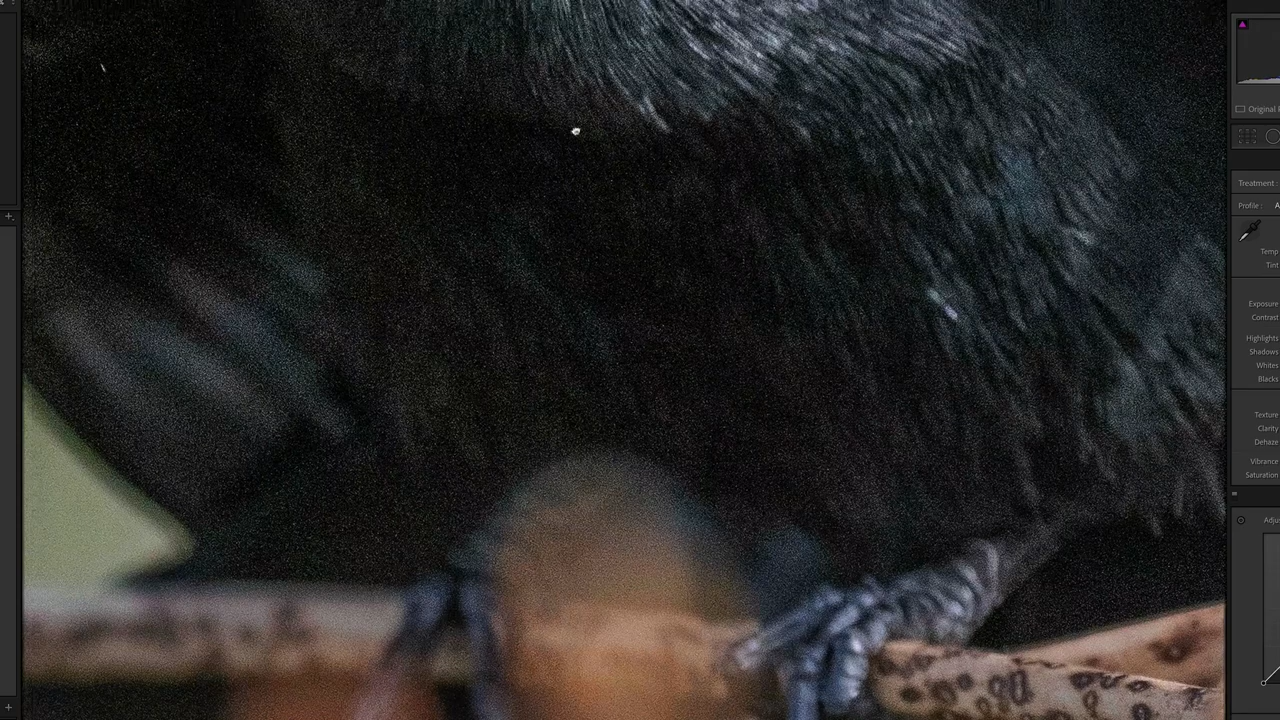 Original
Treatment
Profile :
Temp
Tint
Exposure
Contrast
Highlights
Shadows
Whites
Blacks
Texture
Clarity
Dehaze
Vibrance
Saturation